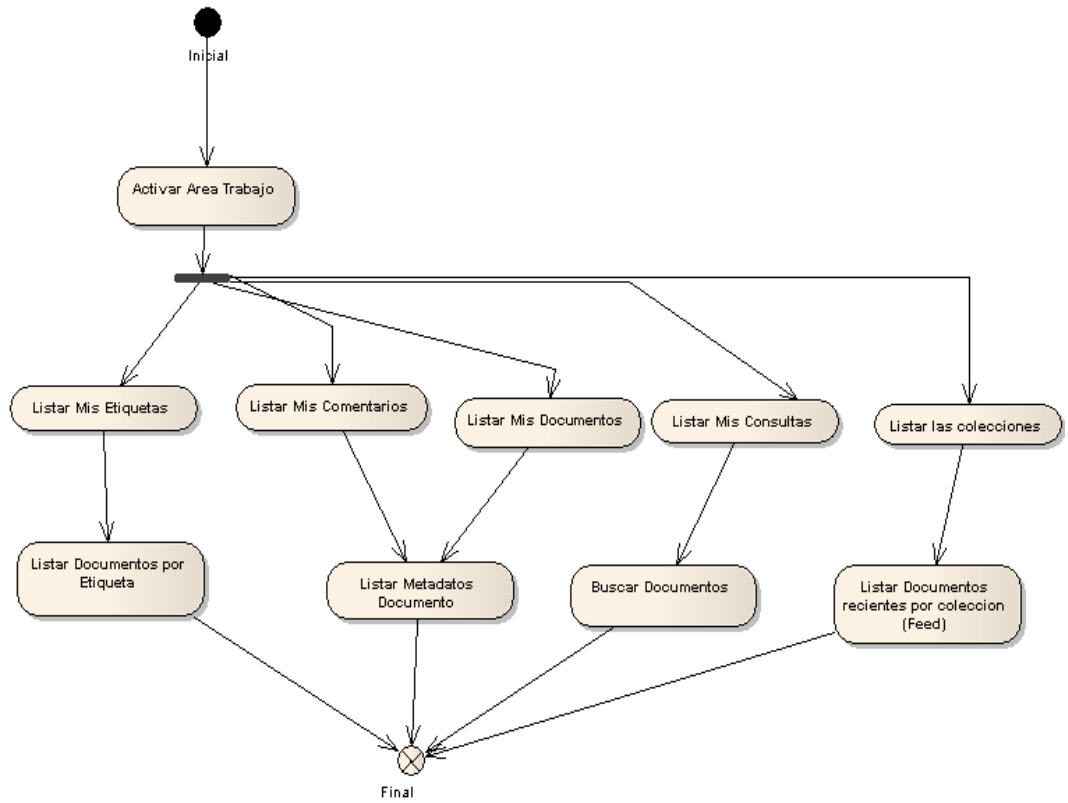 Inicial
Activar Area Trabajo
Listar Mis Etiquetas
Listar Mis Comentarios
Listar Mis Documentos
Listar Mis Consultas
Listar las colecciones
Listar Documentos por
Etiqueta
Listar Metadatos
Documento
Buscar Documentos
Listar Documentos
recientes por coleccion
(Feed)
Final